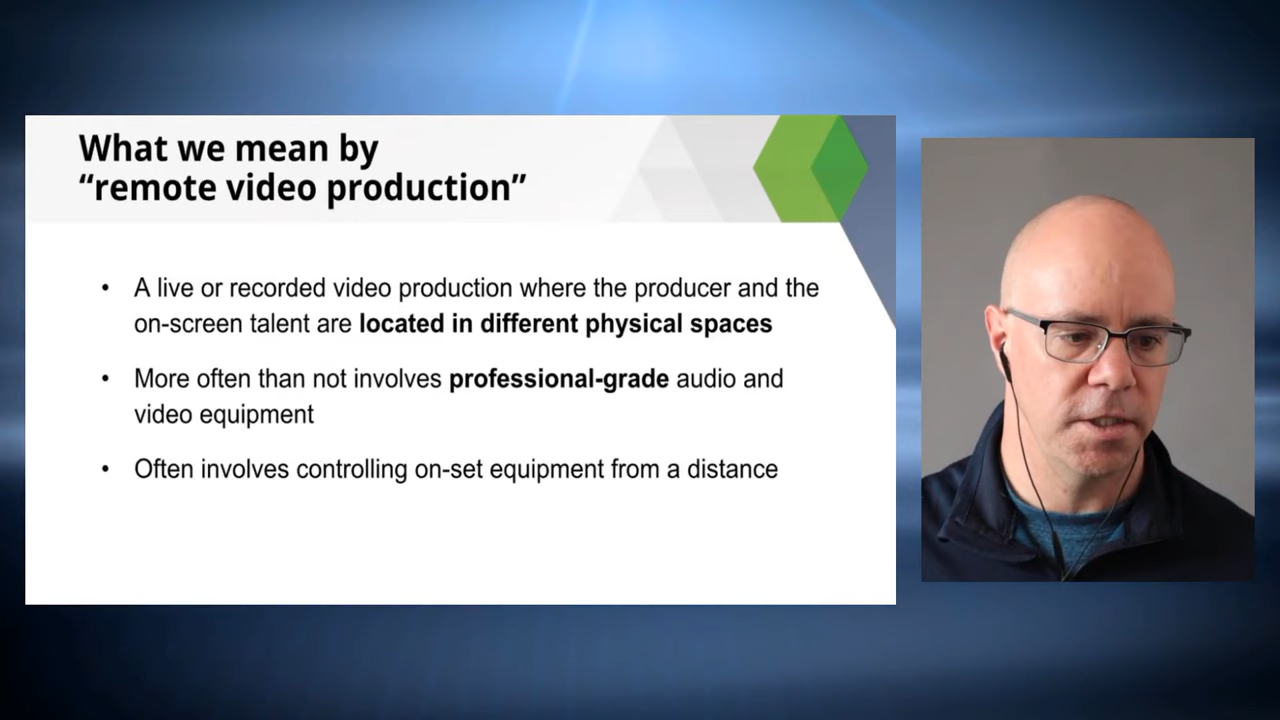 What we mean by
“remote video production”
• A live or recorded video production where the producer and the
on-screen talent are located in different physical spaces
• More often than not involves professional-grade audio and
video equipment
• Often involves controlling on-set equipment from a distance